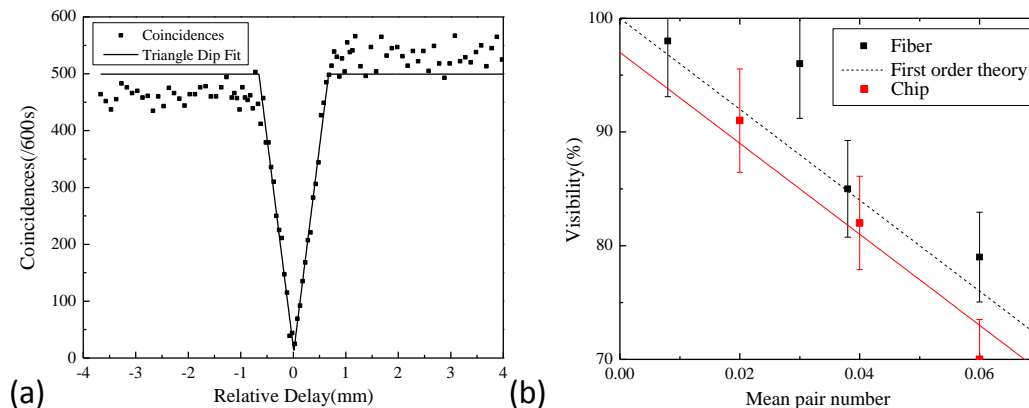 600
500
400
300
200
100
0
Coincidences(/600s)
Coincidences
Triangle Dip Fit
-4 -3 -2 -1 0 1 2 3 4
Relative Delay(mm)
(a)
100
90
80
70
Visibility(%)
Fiber
First order theory
Chip
0.00 0.02 0.04 0.06
Mean pair number
(b)